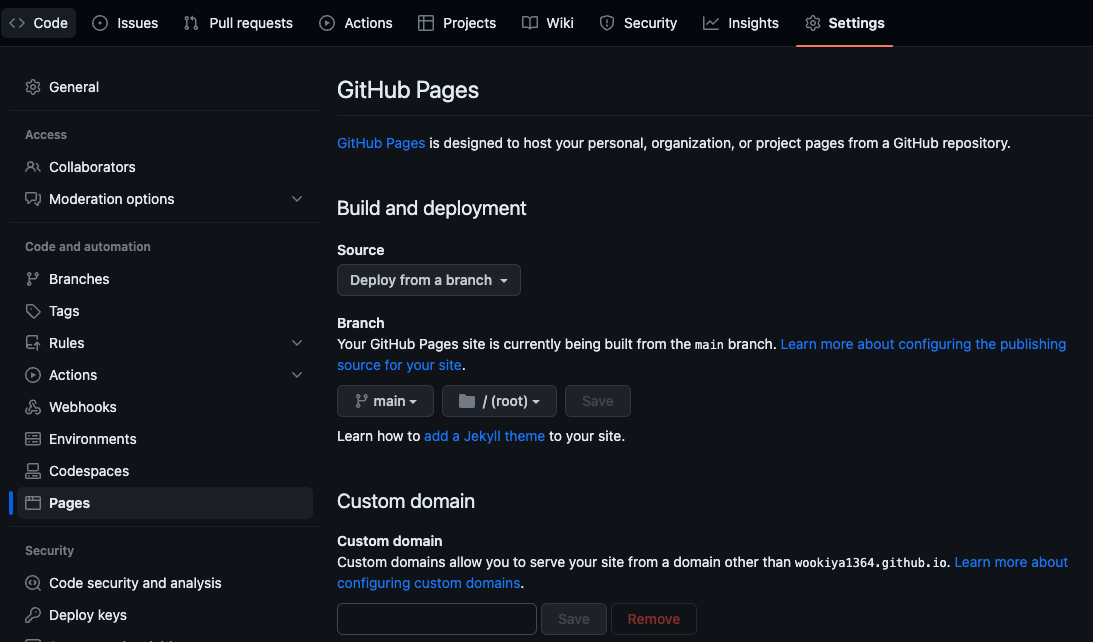 Code Issues Pull requests Actions Projects Wiki Security Insights Settings
General
Access
Collaborators
Moderation options
Code and automation
Branches
Tags
Rules
Actions
Webhooks
Environments
Codespaces
Pages
Security
Code security and analysis
Deploy keys
GitHub Pages
GitHub Pages is designed to host your personal, organization, or project pages from a GitHub repository.
Build and deployment
Source
Deploy from a branch
Branch
Your GitHub Pages site is currently being built from the main branch. Learn more about configuring the publishing
source for your site.
main / (root) Save
Learn how to add a Jekyll theme to your site.
Custom domain
Custom domain
Custom domains allow you to serve your site from a domain other than wookiya1364.github.io. Learn more about
configuring custom domains.
Save Remove